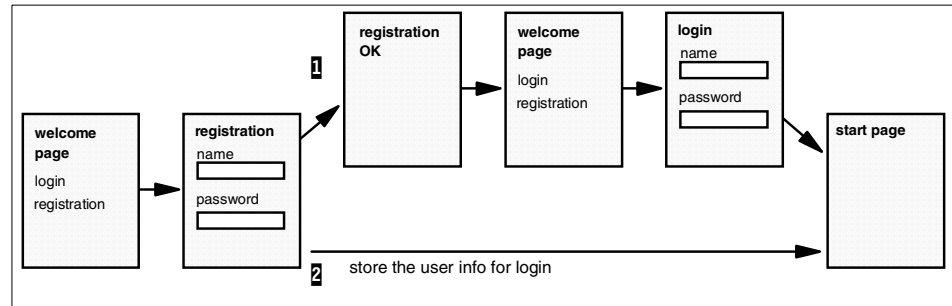 welcome
page
login
registration
registration
name
password
1
registration
OK
welcome
page
login
registration
login
name
password
start page
2
store the user info for login